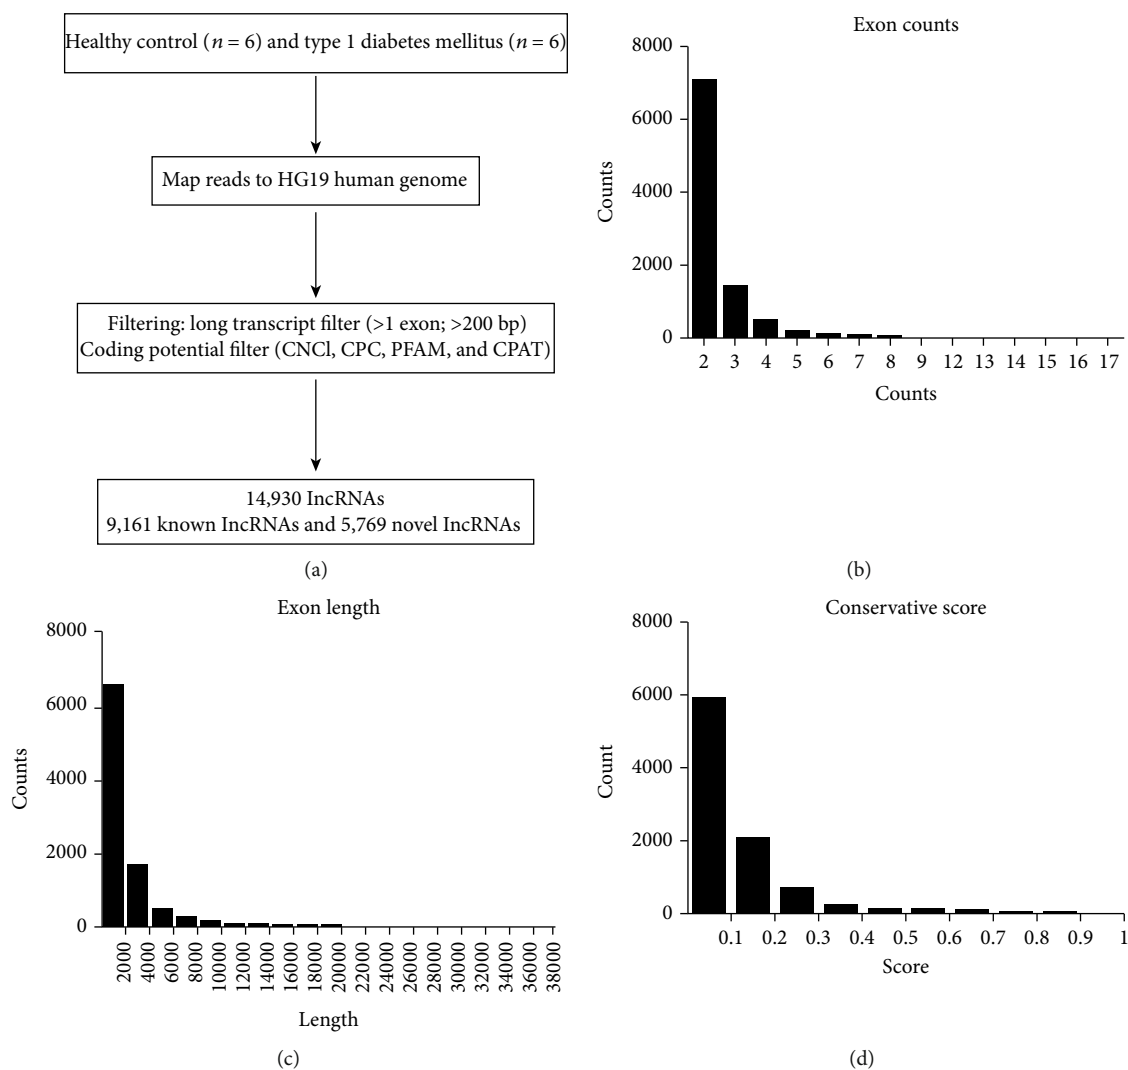 Healthy control (n = 6) and type 1 diabetes mellitus (n = 6)
Map reads to HG19 human genome
Filtering: long transcript filter (>1 exon; >200 bp)
Coding potential filter (CNCl, CPC, PFAM, and CPAT)
14,930 IncRNAs
9,161 known IncRNAs and 5,769 novel IncRNAs
(a)
Exon counts
8000
6000
4000
2000
0
Counts
2 3 4 5 6 7 8 9 12 13 14 15 16 17
Counts
(b)
Exon length
8000
6000
4000
2000
0
Counts
2000 4000 6000 8000 10000 12000 14000 16000 17000 20000 24000 26000 28000 30000 32000 34000 36000 38000
Length
(c)
Conservative score
8000
6000
4000
2000
0
Count
0.1 0.2 0.3 0.4 0.5 0.6 0.7 0.8 0.9 1
Score
(d)